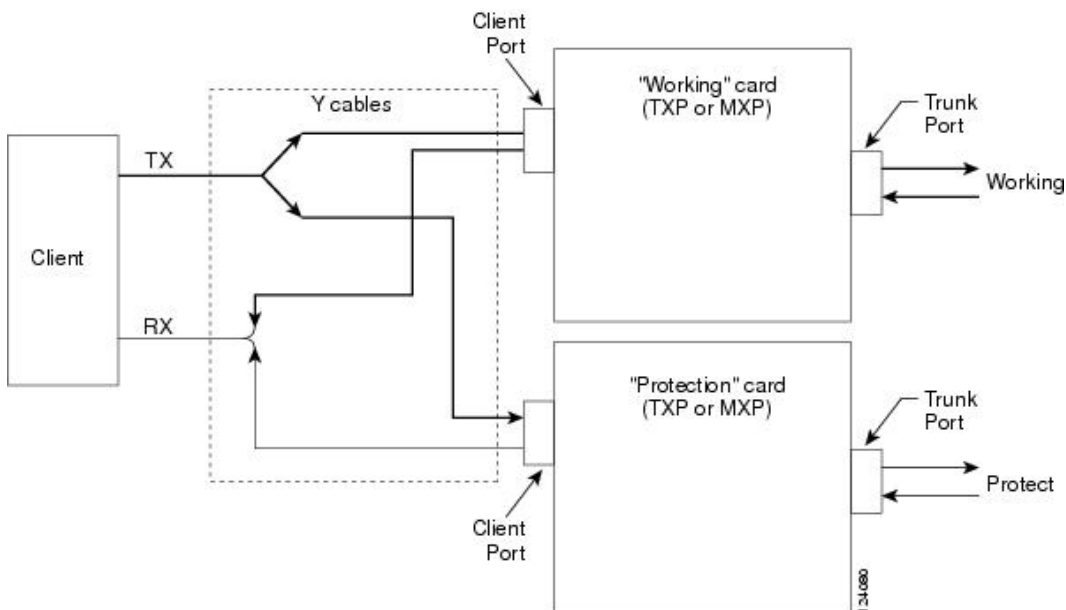 Client
Port
"Working" card
(TXP or MXP)
Trunk
Port
Y cables
TX
Working
Client
RX
"Protection" card
(TXP or MXP)
Trunk
Port
Protect
Client
Port
124080